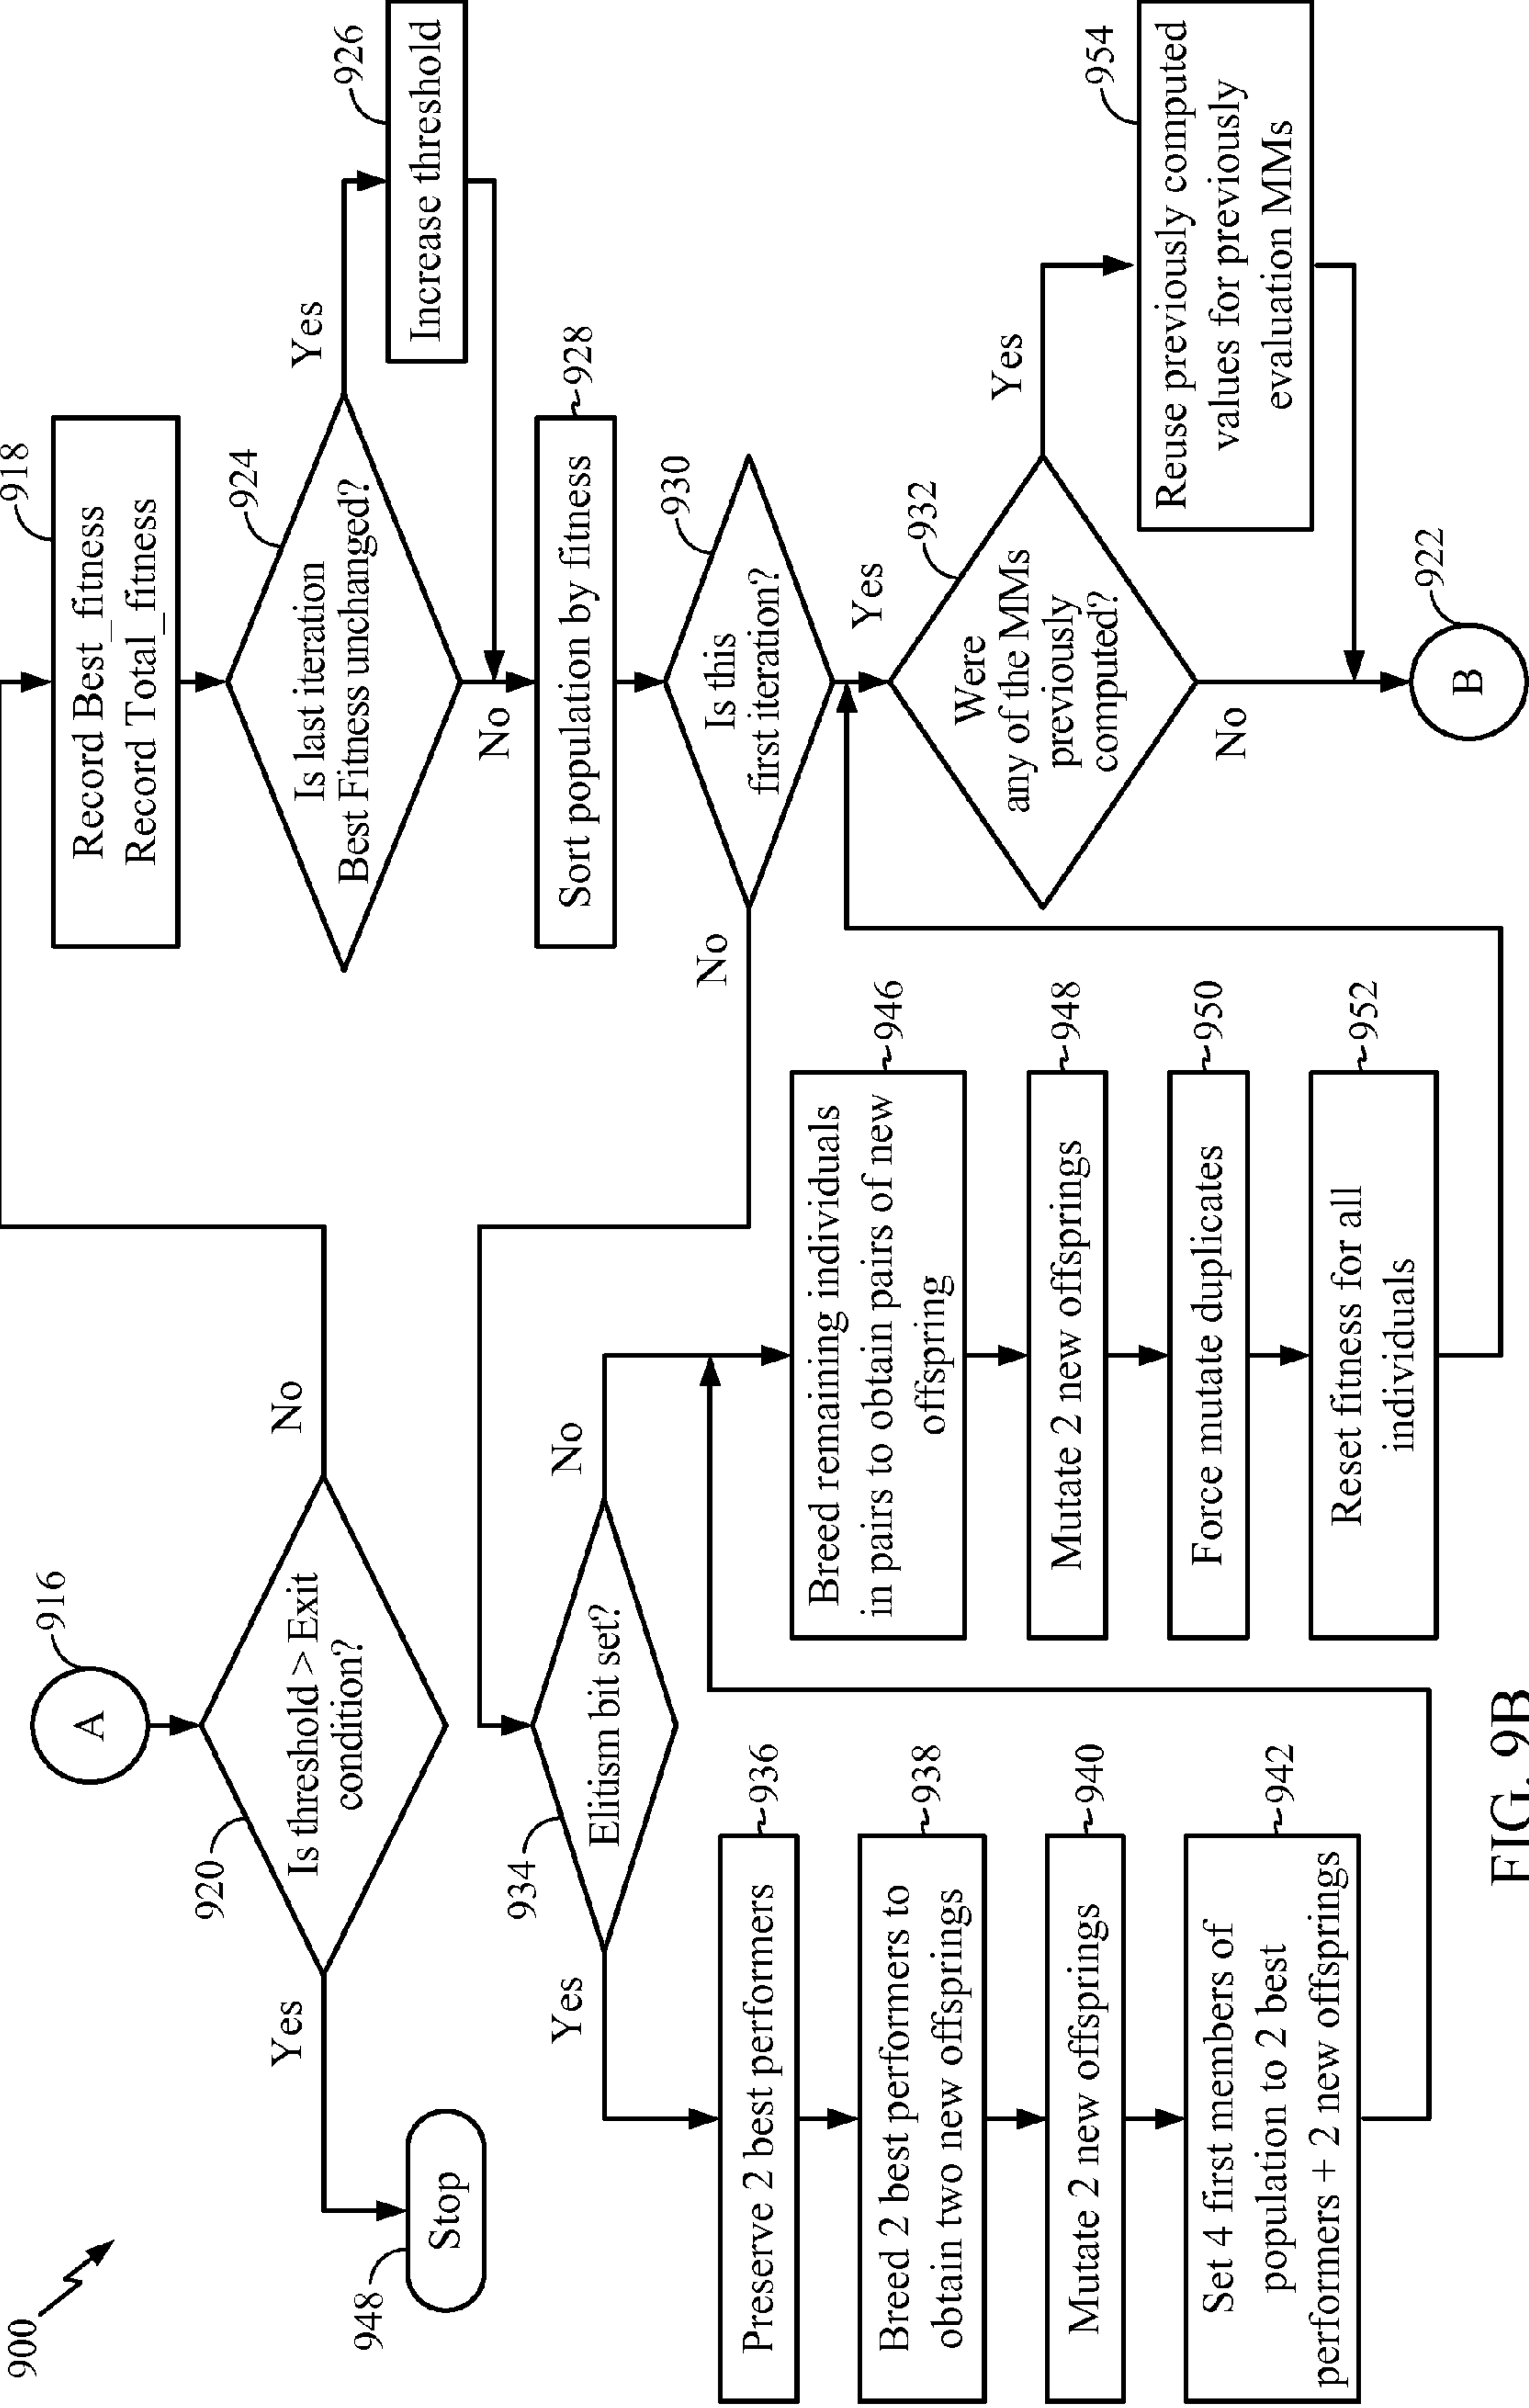 900
A
916
Is threshold > Exit
condition?
920
Yes
No
Stop
948
Record Best_fitness
Record Total_fitness
918
Is last iteration
Best Fitness unchanged?
924
Yes
No
Increase threshold
926
Sort population by fitness
928
Is this
first iteration?
930
No
Yes
Elitism bit set?
934
Yes
No
Preserve 2 best performers
936
Breed 2 best performers to
obtain two new offsprings
938
Mutate 2 new offsprings
940
Set 4 first members of
population to 2 best
performers + 2 new offsprings
942
Breed remaining individuals
in pairs to obtain pairs of new
offspring
946
Mutate 2 new offsprings
948
Force mutate duplicates
950
Reset fitness for all
individuals
952
Were
any of the MMs
previously
computed?
932
Yes
No
Reuse previously computed
values for previously
evaluation MMs
954
B
922
FIG. 9B